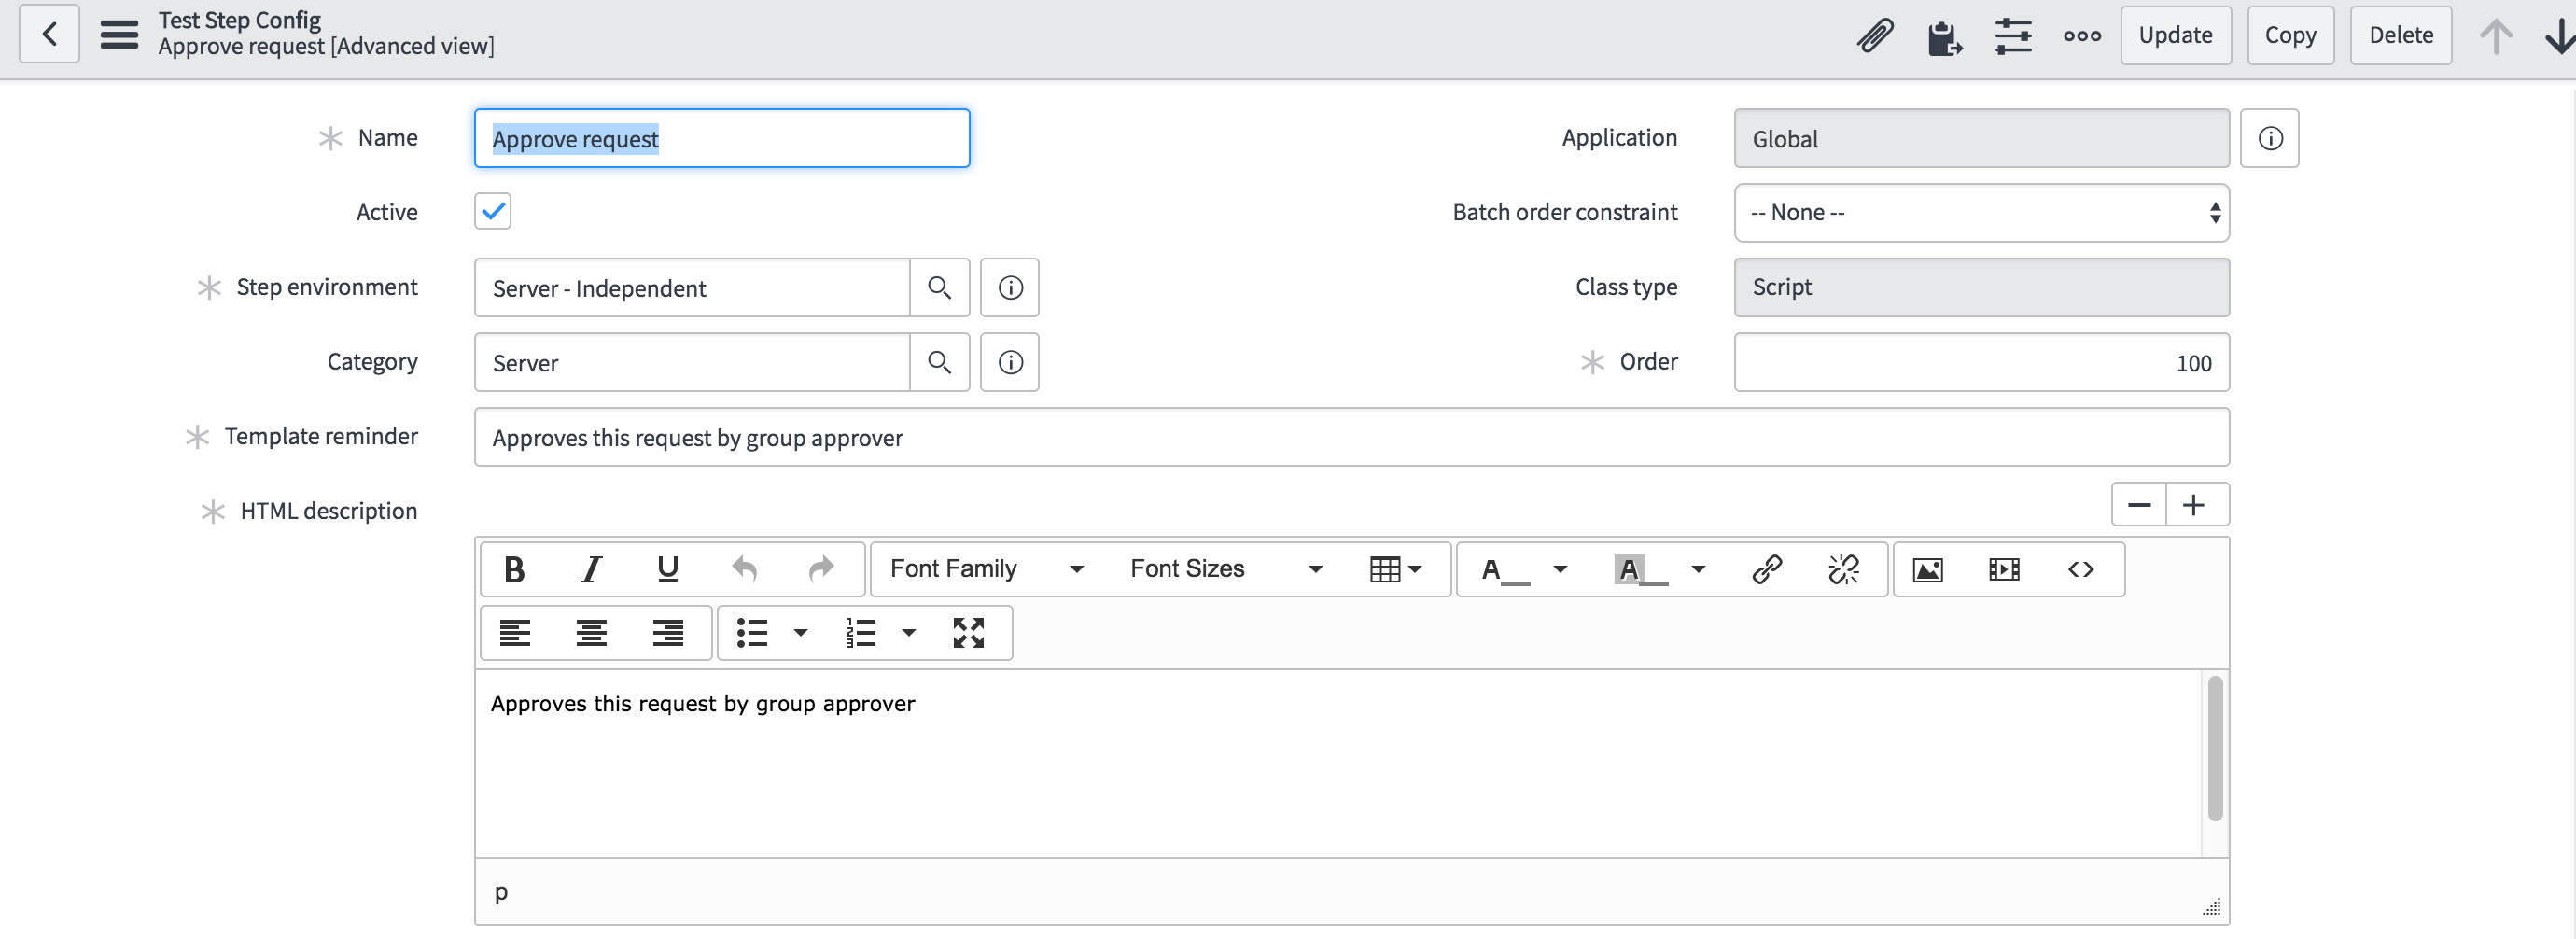 Test Step Config
Approve request [Advanced view]
Update
Copy
Delete
Name
Approve request
Application
Global
Active
Batch order constraint
-- None --
Step environment
Server - Independent
Class type
Script
Category
Server
Order
100
Template reminder
Approves this request by group approver
HTML description
B I U
Font Family
Font Sizes
A
A
Approves this request by group approver
p